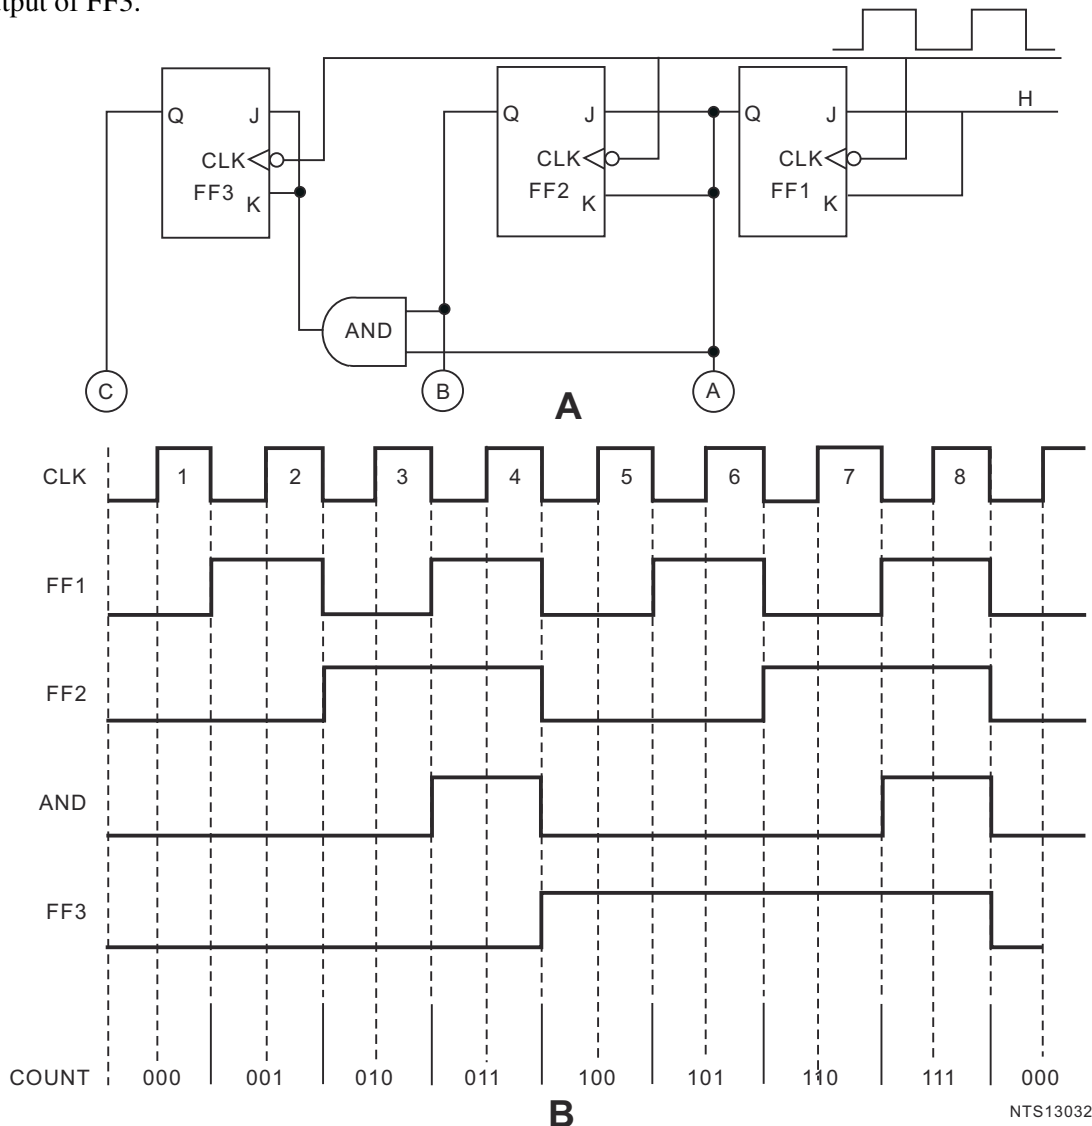 output of FF3.
H
Q J Q J Q J
CLK CLK CLK
FF3 FF2 FF1
K K K
AND
C B A
A
CLK 1 2 3 4 5 6 7 8
FF1
FF2
AND
FF3
COUNT 000 001 010 011 100 101 110 111 000
B
NTS13032